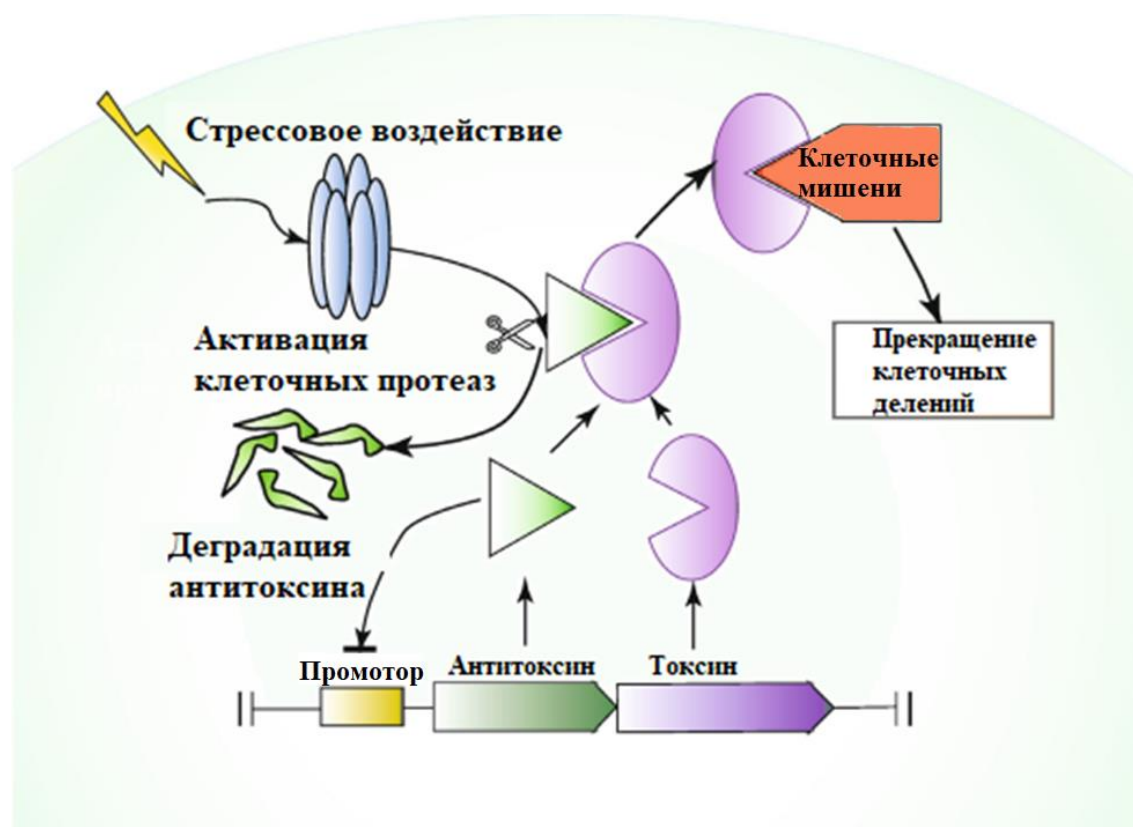 Стрессовое воздействие
Клеточные
мишени
Активация
клеточных протеаз
Прекращение
клеточных
делений
Деградация
антитоксина
Промотор
Антитоксин
Токсин